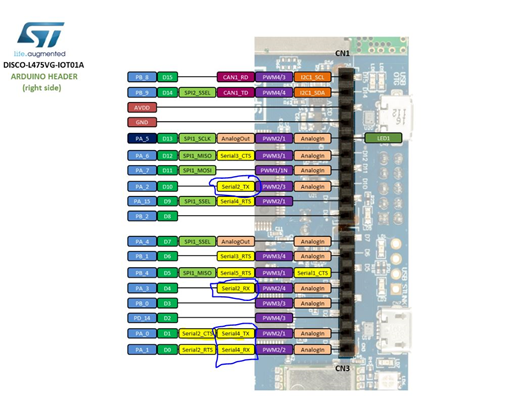 life.augmented
DISCO-L475VG-IOT01A
ARDUINO HEADER
(right side)
CN1
PB_8 D15 CAN1_RD PWM4/3 I2C1_SCL
PB_9 D14 SPI2_SSEL CAN1_TD PWM4/4 I2C1_SDA
AVDD
GND
PA_5 D13 SPI1_SCLK AnalogOut PWM2/1 AnalogIn LED1
PA_6 D12 SPI1_MISO Serial3_CTS PWM3/1 AnalogIn
PA_7 D11 SPI1_MOSI PWM1/1N AnalogIn
PA_2 D10 Serial2_TX PWM2/3 AnalogIn
PA_15 D9 SPI1_SSEL Serial4_RTS PWM2/1
PB_2 D8
PA_4 D7 SPI1_SSEL AnalogOut AnalogIn
PB_1 D6 Serial3_RTS PWM3/4 AnalogIn
PB_4 D5 SPI1_MISO Serial5_RTS PWM3/1 Serial1_CTS
PA_3 D4 Serial2_RX PWM2/4 AnalogIn
PB_0 D3 PWM3/3 AnalogIn
PD_14 D2 PWM4/3
PA_0 D1 Serial2_CTS Serial4_TX PWM2/1 AnalogIn
PA_1 D0 Serial2_RTS Serial4_RX PWM2/2 AnalogIn
CN3